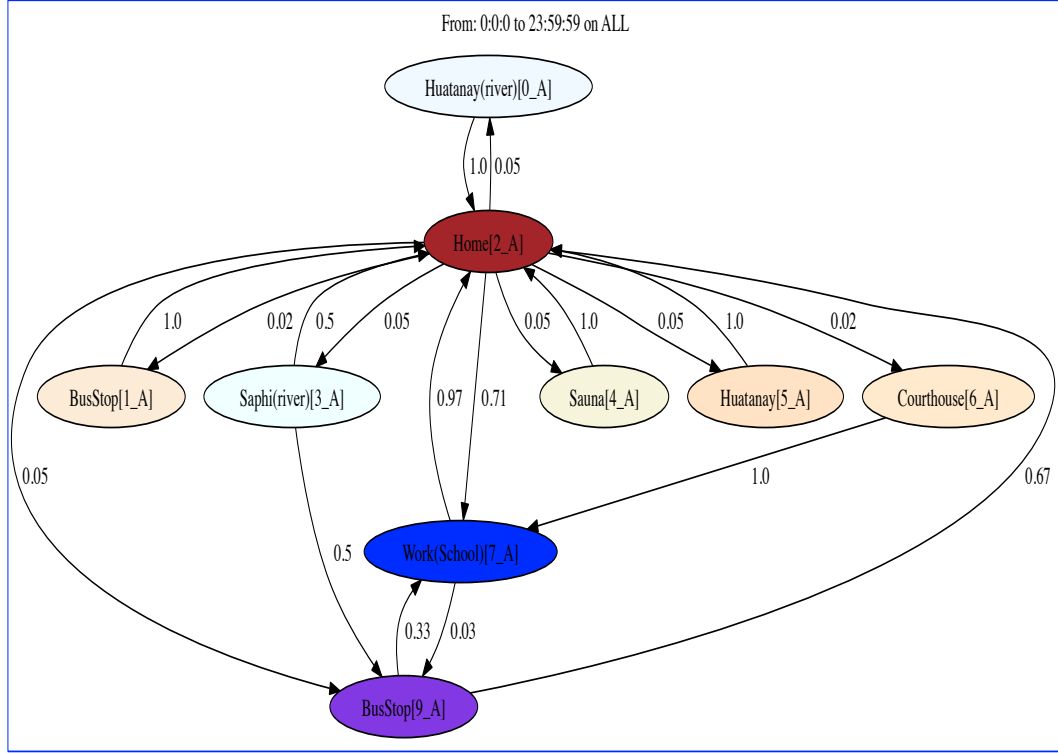 From: 0:0:0 to 23:59:59 on ALL
Huatanay(river)[0_A]
1.0 0.05
Home[2_A]
1.0 0.02 0.5 0.05 0.05 1.0 0.05 1.0 0.02
BusStop[1_A] Saphi(river)[3_A] Sauna[4_A] Huatanay[5_A] Courthouse[6_A]
0.97 0.71
0.05 1.0 0.67
Work(School)[7_A]
0.5
0.33 0.03
BusStop[9_A]